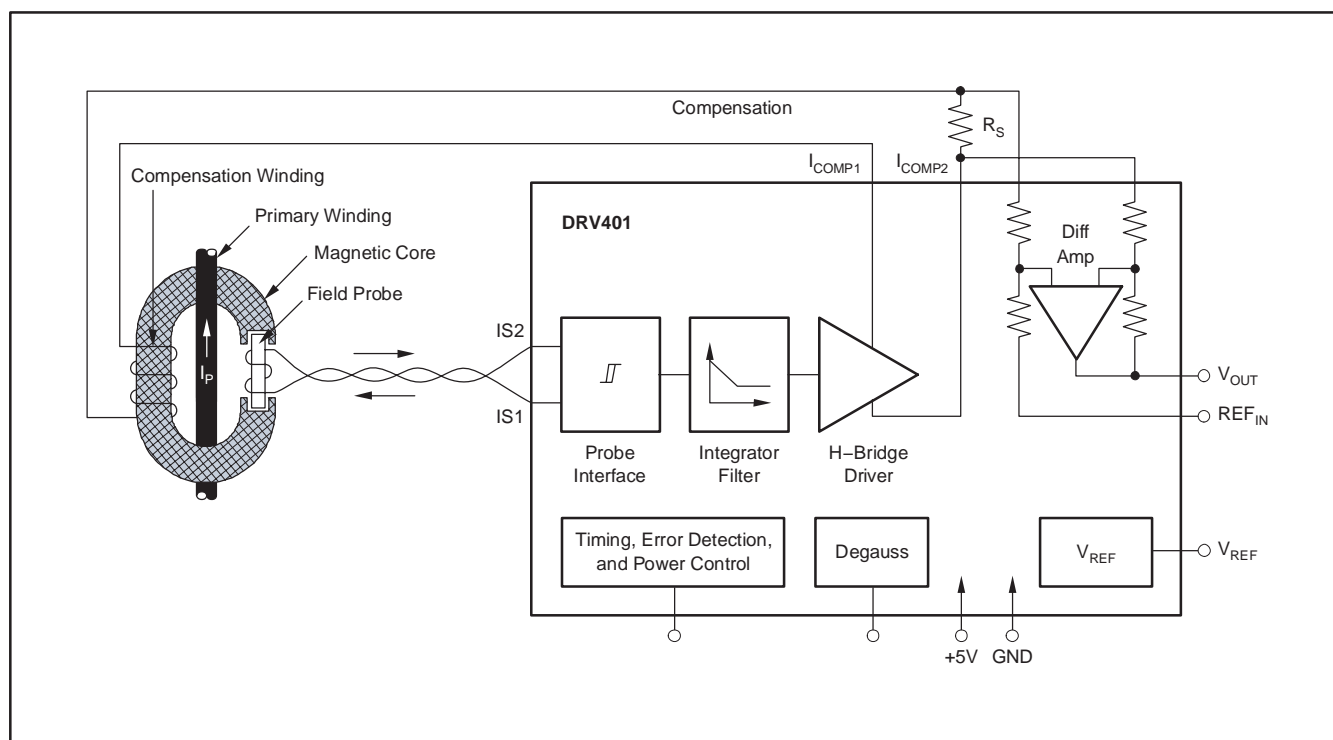 Compensation
R_S
I_COMP1
I_COMP2
Compensation Winding
Primary Winding
Magnetic Core
Field Probe
I_P
DRV401
Diff
Amp
IS2
IS1
Probe
Interface
Integrator
Filter
H−Bridge
Driver
V_OUT
REF_IN
Timing, Error Detection,
and Power Control
Degauss
V_REF
V_REF
+5V
GND